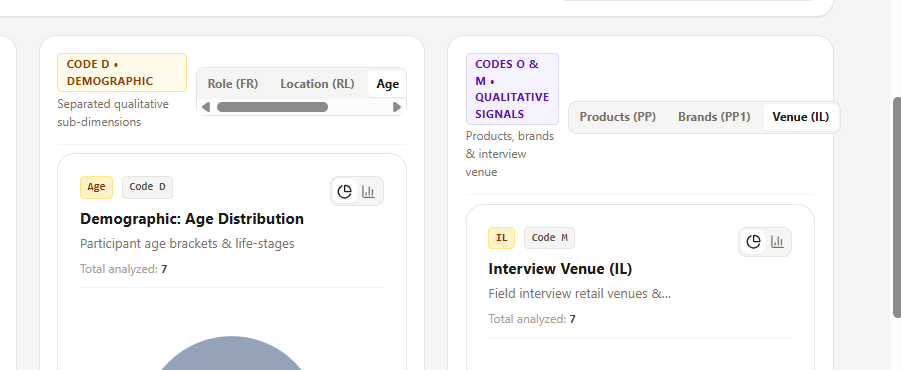 CODE D •
DEMOGRAPHIC
Separated qualitative
sub-dimensions
Role (FR) Location (RL) Age
Age Code D
Demographic: Age Distribution
Participant age brackets & life-stages
Total analyzed: 7
CODES O &
M •
QUALITATIVE
SIGNALS
Products, brands
& interview
venue
Products (PP) Brands (PP1) Venue (IL)
IL Code M
Interview Venue (IL)
Field interview retail venues &...
Total analyzed: 7